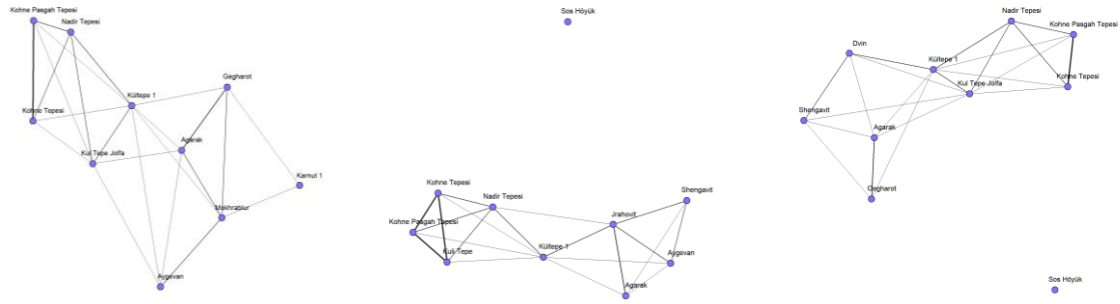 Kohne Pasgah Tepesi
Nadir Tepesi
Gegharot
Kültepe 1
Kohne Tepesi
Agarak
Kul Tepe Jolfa
Karnut 1
Mokhrablur
Aygevan
Sos Höyük
Kohne Tepesi
Nadir Tepesi
Shengavit
Kohne Pasgah Tepesi
Jrahovit
Kuli Tepe
Kültepe 1
Aygevan
Agarak
Nadir Tepesi
Kohne Pasgah Tepesi
Dvin
Kültepe 1
Kohne Tepesi
Kul Tepe Jolfa
Shengavit
Agarak
Gegharot
Sos Höyük